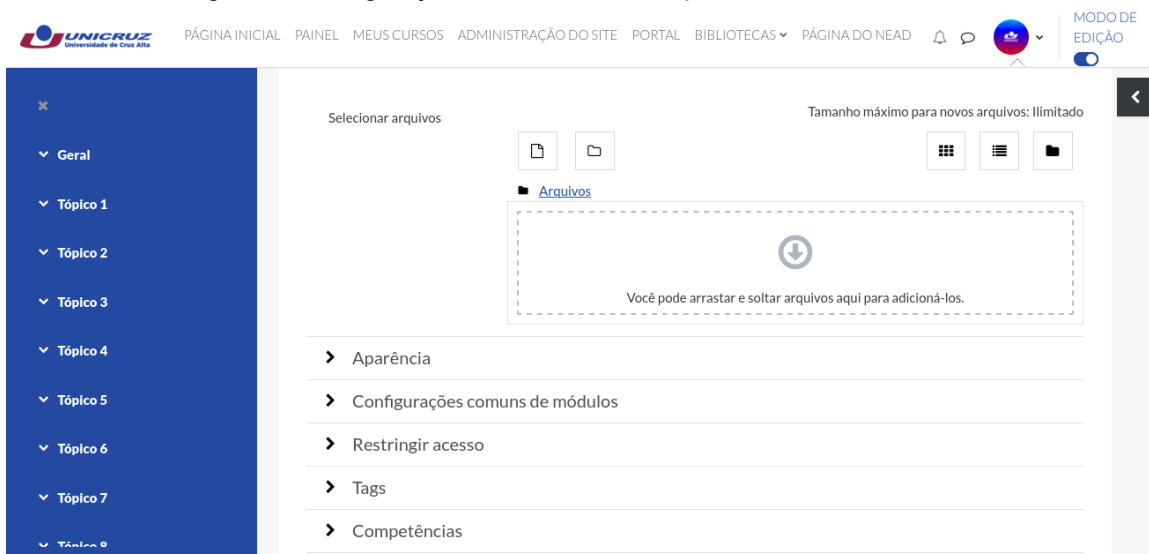 UNICRUZ
Universidade de Cruz Alta
PÁGINA INICIAL PAINEL MEUS CURSOS ADMINISTRAÇÃO DO SITE PORTAL BIBLIOTECAS PÁGINA DO NEAD
MODO DE
EDIÇÃO
Geral
Tópico 1
Tópico 2
Tópico 3
Tópico 4
Tópico 5
Tópico 6
Tópico 7
Tópico 8
Selecionar arquivos
Tamanho máximo para novos arquivos: Ilimitado
Arquivos
Você pode arrastar e soltar arquivos aqui para adicioná-los.
Aparência
Configurações comuns de módulos
Restringir acesso
Tags
Competências